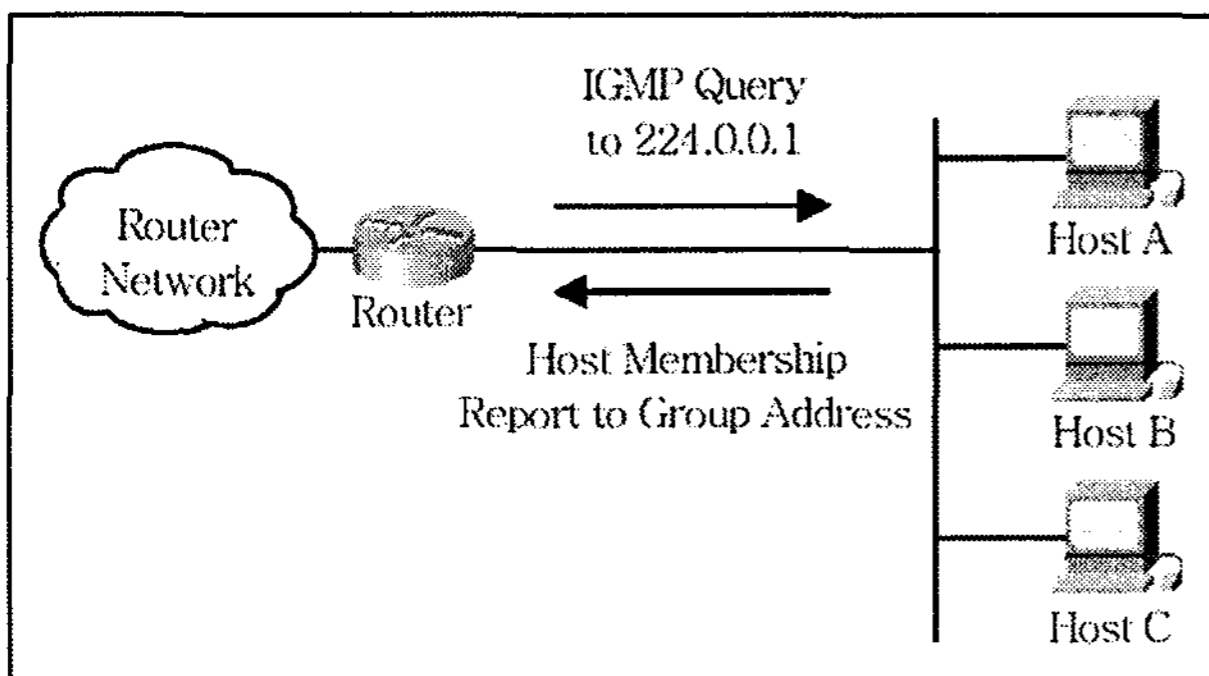 IGMP Query
to 224.0.0.1
Router
Network
Router
Host Membership
Report to Group Address
Host A
Host B
Host C